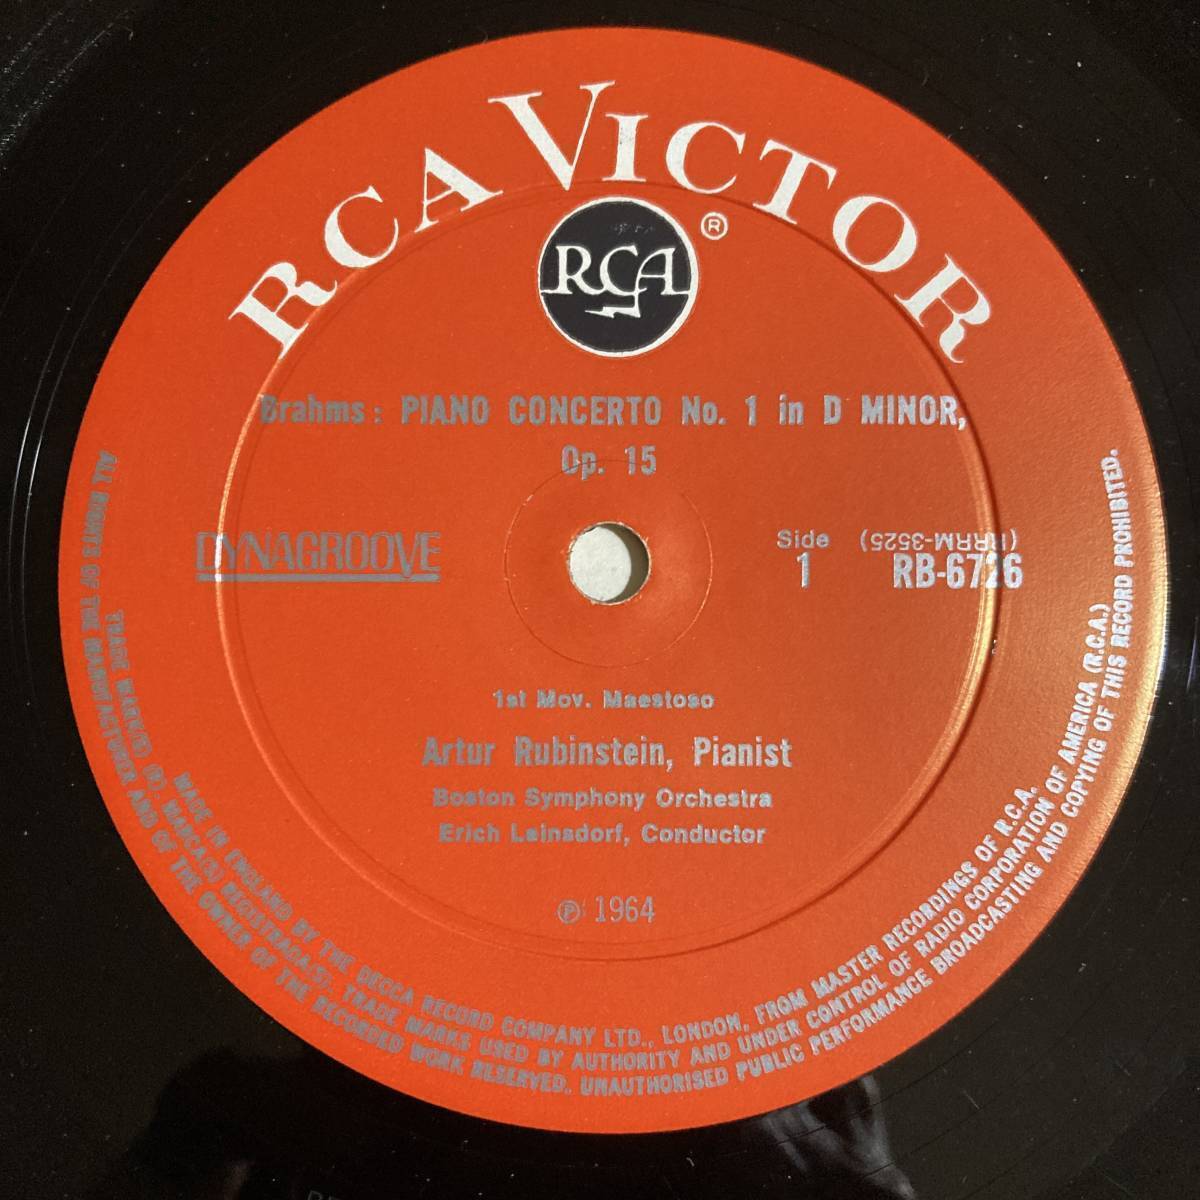 RCA VICTOR
RCA ®
Brahms: PIANO CONCERTO No. 1 in D MINOR,
Op. 15
DYNAGROOVE
Side (RRRM-3525)
1 RB-6726
1st Mov. Maestoso
Artur Rubinstein, Pianist
Boston Symphony Orchestra
Erich Leinsdorf, Conductor
℗ 1964
MADE IN ENGLAND BY THE DECCA RECORD COMPANY LTD., LONDON, FROM MASTER RECORDINGS OF R.C.A.
TRADE MARK(S) (R). MARCA(S) REGISTRADA(S). TRADE MARKS USED BY AUTHORITY AND UNDER CONTROL OF RADIO CORPORATION OF AMERICA (R.C.A.)
ALL RIGHTS OF THE MANUFACTURER AND OF THE OWNER OF THE RECORDED WORK RESERVED. UNAUTHORISED PUBLIC PERFORMANCE BROADCASTING AND COPYING OF THIS RECORD PROHIBITED.